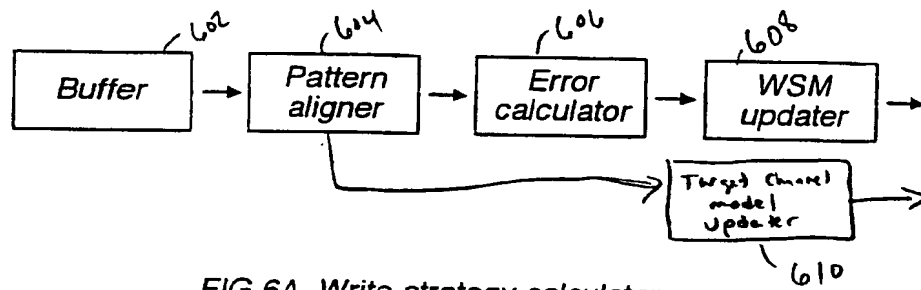 602
604
606
608
Buffer
Pattern
aligner
Error
calculator
WSM
updater
Target Channel
model
updater
610
FIG 6A Write strategy calculator